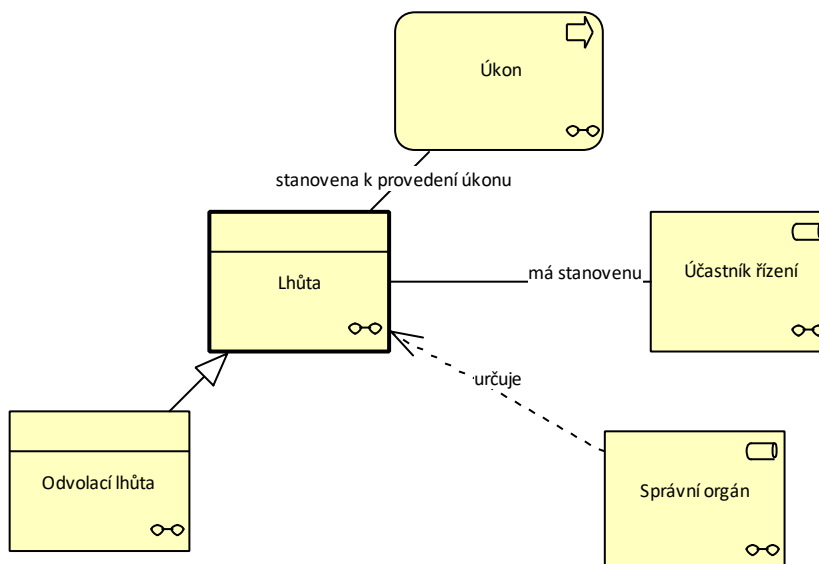 Úkon
stanovena k provedení úkonu
Lhůta
má stanovenu
Účastník řízení
určuje
Odvolací lhůta
Správní orgán